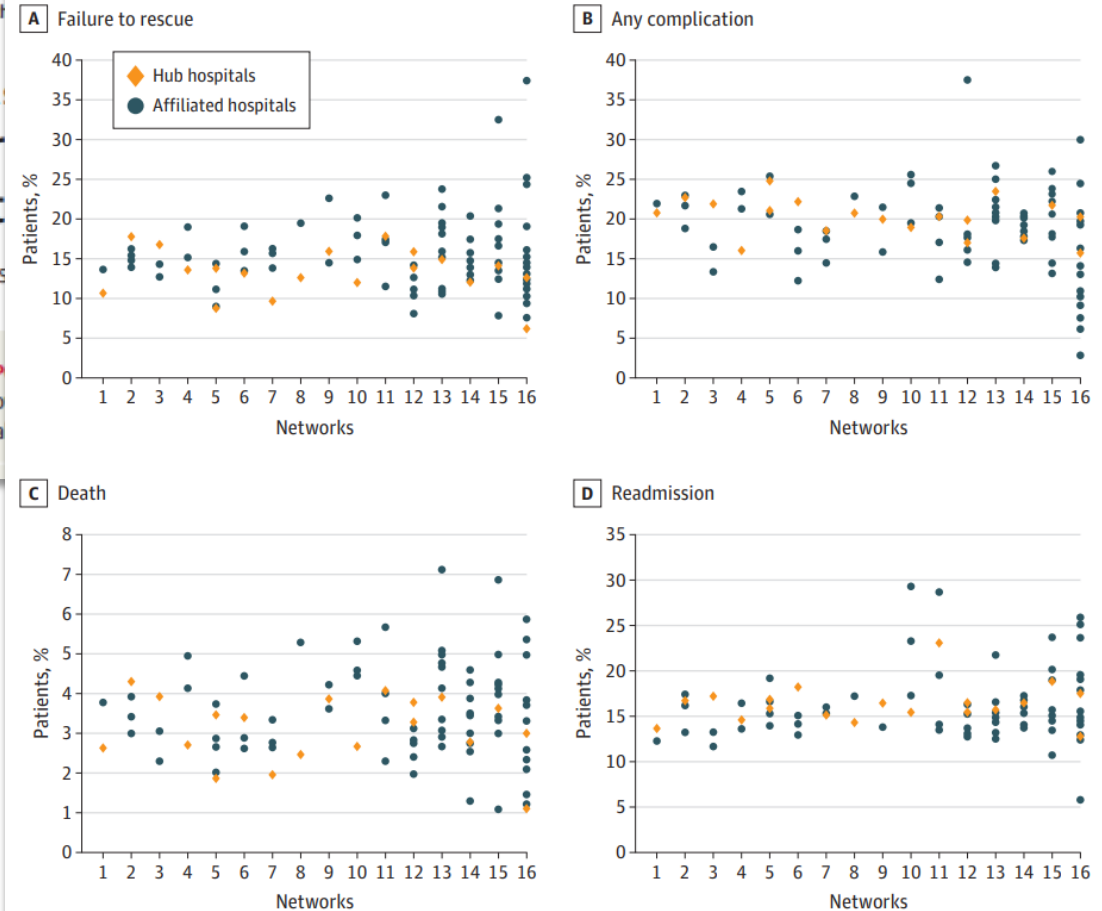 A Failure to rescue
Hub hospitals
Affiliated hospitals
Patients, %
40
35
30
25
20
15
10
5
0
1 2 3 4 5 6 7 8 9 10 11 12 13 14 15 16
Networks
B Any complication
Patients, %
40
35
30
25
20
15
10
5
0
1 2 3 4 5 6 7 8 9 10 11 12 13 14 15 16
Networks
C Death
Patients, %
8
7
6
5
4
3
2
1
0
1 2 3 4 5 6 7 8 9 10 11 12 13 14 15 16
Networks
D Readmission
Patients, %
35
30
25
20
15
10
5
0
1 2 3 4 5 6 7 8 9 10 11 12 13 14 15 16
Networks